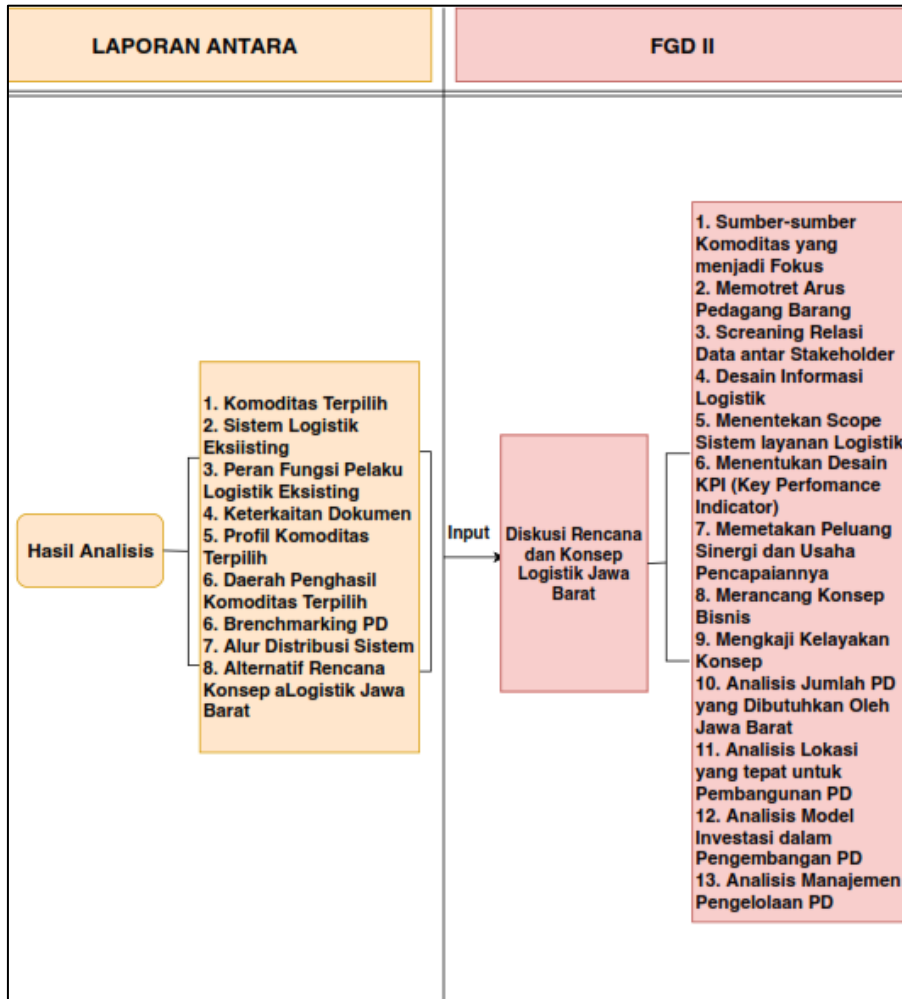 LAPORAN ANTARA
FGD II
Hasil Analisis
1. Komoditas Terpilih
2. Sistem Logistik
Eksiisting
3. Peran Fungsi Pelaku
Logistik Eksisting
4. Keterkaitan Dokumen
5. Profil Komoditas
Terpilih
6. Daerah Penghasil
Komoditas Terpilih
6. Brenchmarking PD
7. Alur Distribusi Sistem
8. Alternatif Rencana
Konsep aLogistik Jawa
Barat
Input
Diskusi Rencana
dan Konsep
Logistik Jawa
Barat
1. Sumber-sumber
Komoditas yang
menjadi Fokus
2. Memotret Arus
Pedagang Barang
3. Screaning Relasi
Data antar Stakeholder
4. Desain Informasi
Logistik
5. Menentekan Scope
Sistem layanan Logistik
6. Menentukan Desain
KPI (Key Perfomance
Indicator)
7. Memetakan Peluang
Sinergi dan Usaha
Pencapaiannya
8. Merancang Konsep
Bisnis
9. Mengkaji Kelayakan
Konsep
10. Analisis Jumlah PD
yang Dibutuhkan Oleh
Jawa Barat
11. Analisis Lokasi
yang tepat untuk
Pembangunan PD
12. Analisis Model
Investasi dalam
Pengembangan PD
13. Analisis Manajemen
Pengelolaan PD